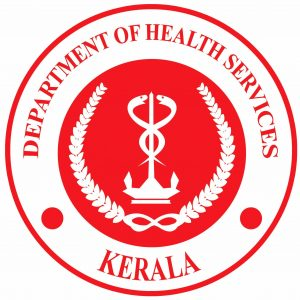 DEPARTMENT OF HEALTH SERVICES
KERALA